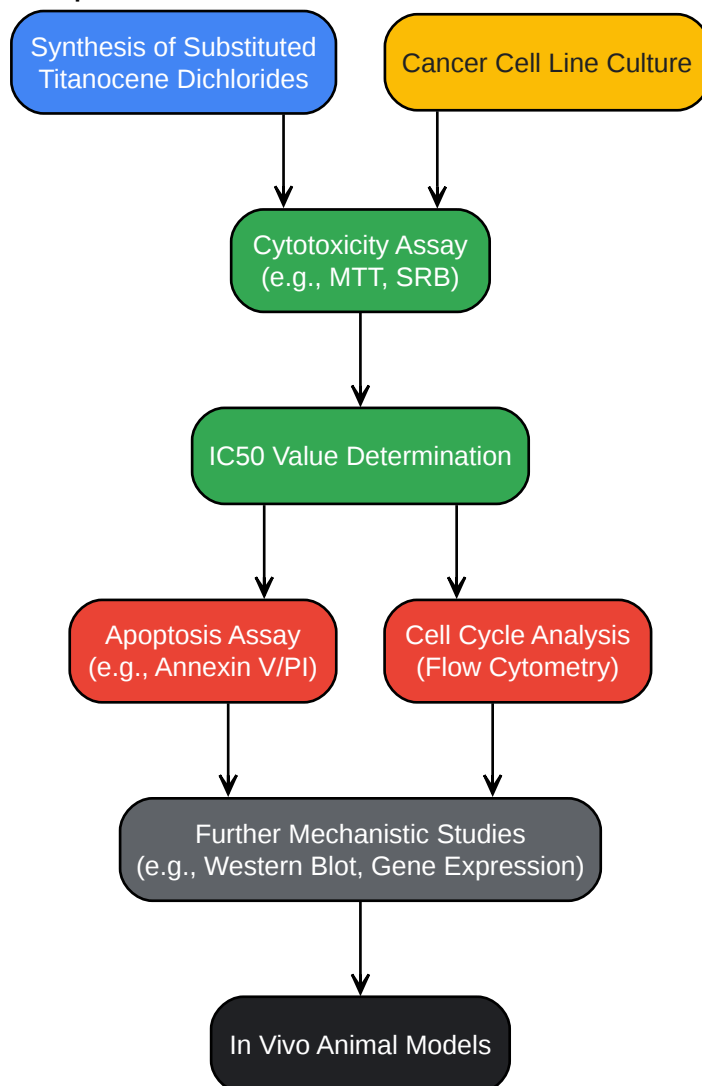 Synthesis of Substituted
Titanocene Dichlorides
Cancer Cell Line Culture
Cytotoxicity Assay
(e.g., MTT, SRB)
IC50 Value Determination
Apoptosis Assay
(e.g., Annexin V/PI)
Cell Cycle Analysis
(Flow Cytometry)
Further Mechanistic Studies
(e.g., Western Blot, Gene Expression)
In Vivo Animal Models